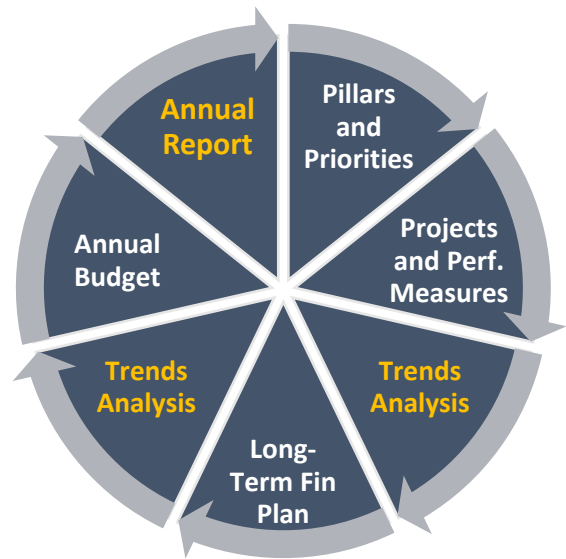 Pillars
and
Priorities
Projects
and Perf.
Measures
Trends
Analysis
Long-
Term Fin
Plan
Trends
Analysis
Annual
Budget
Annual
Report